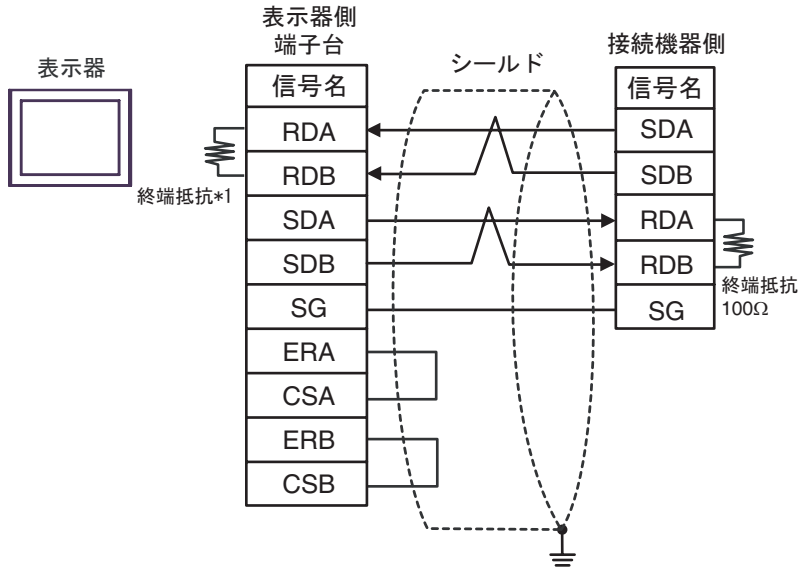 表示器
表示器側
端子台
信号名
RDA
RDB
SDA
SDB
SG
ERA
CSA
ERB
CSB
終端抵抗*1
シールド
接続機器側
信号名
SDA
SDB
RDA
RDB
SG
終端抵抗
100Ω